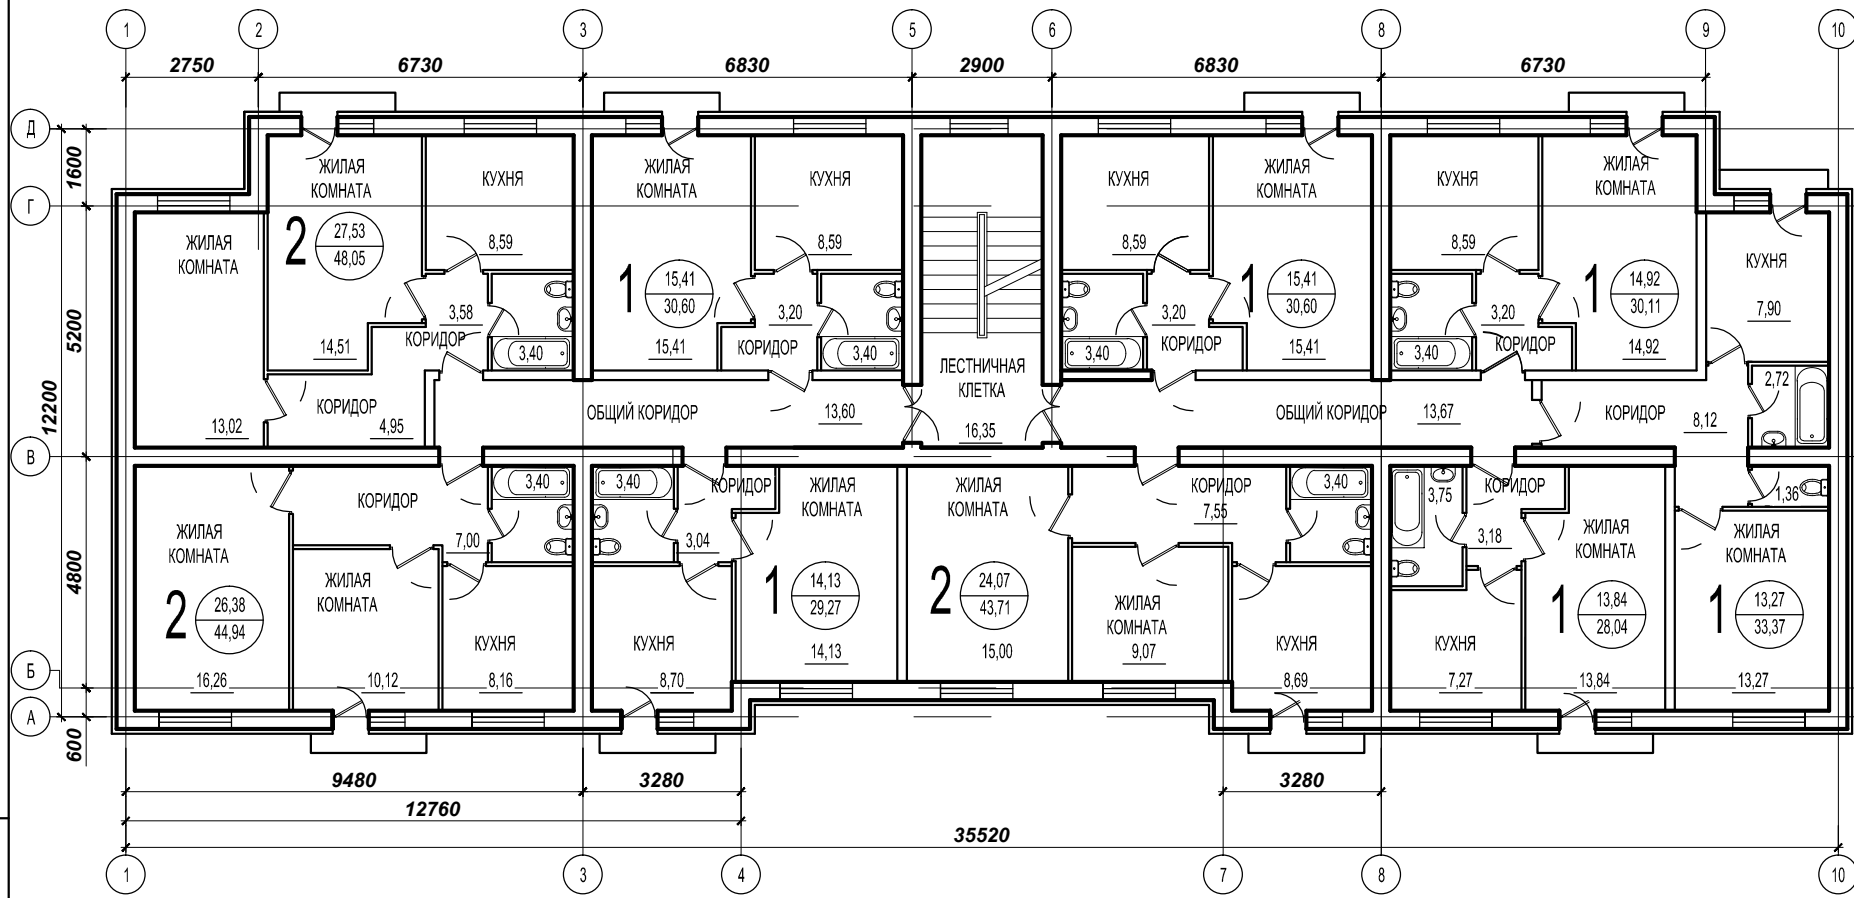 1 2 3 5 6 8 9 10
2750 6730 6830 2900 6830 6730
Д
1600
Г
5200
12200
В
4800
Б
А
600
ЖИЛАЯ
КОМНАТА
13,02
ЖИЛАЯ
КОМНАТА
2
27,53
48,05
14,51
КУХНЯ
8,59
3,58
КОРИДОР
3,40
КОРИДОР
4,95
ЖИЛАЯ
КОМНАТА
1
15,41
30,60
15,41
КУХНЯ
8,59
3,20
КОРИДОР
3,40
ОБЩИЙ КОРИДОР
13,60
ЛЕСТНИЧНАЯ
КЛЕТКА
16,35
КУХНЯ
8,59
3,40
3,20
КОРИДОР
ЖИЛАЯ
КОМНАТА
1
15,41
30,60
15,41
ОБЩИЙ КОРИДОР
13,67
КУХНЯ
8,59
3,40
3,20
КОРИДОР
ЖИЛАЯ
КОМНАТА
1
14,92
30,11
14,92
КУХНЯ
7,90
2,72
КОРИДОР
8,12
ЖИЛАЯ
КОМНАТА
2
26,38
44,94
16,26
КОРИДОР
7,00
3,40
ЖИЛАЯ
КОМНАТА
10,12
КУХНЯ
8,16
3,40
КОРИДОР
3,04
КУХНЯ
8,70
ЖИЛАЯ
КОМНАТА
1
14,13
29,27
14,13
ЖИЛАЯ
КОМНАТА
2
24,07
43,71
15,00
КОРИДОР
7,55
3,40
ЖИЛАЯ
КОМНАТА
9,07
КУХНЯ
8,69
3,75
КОРИДОР
3,18
КУХНЯ
7,27
ЖИЛАЯ
КОМНАТА
1
13,84
28,04
13,84
1,36
ЖИЛАЯ
КОМНАТА
1
13,27
33,37
13,27
9480 3280 3280
12760
35520
1 3 4 7 8 10